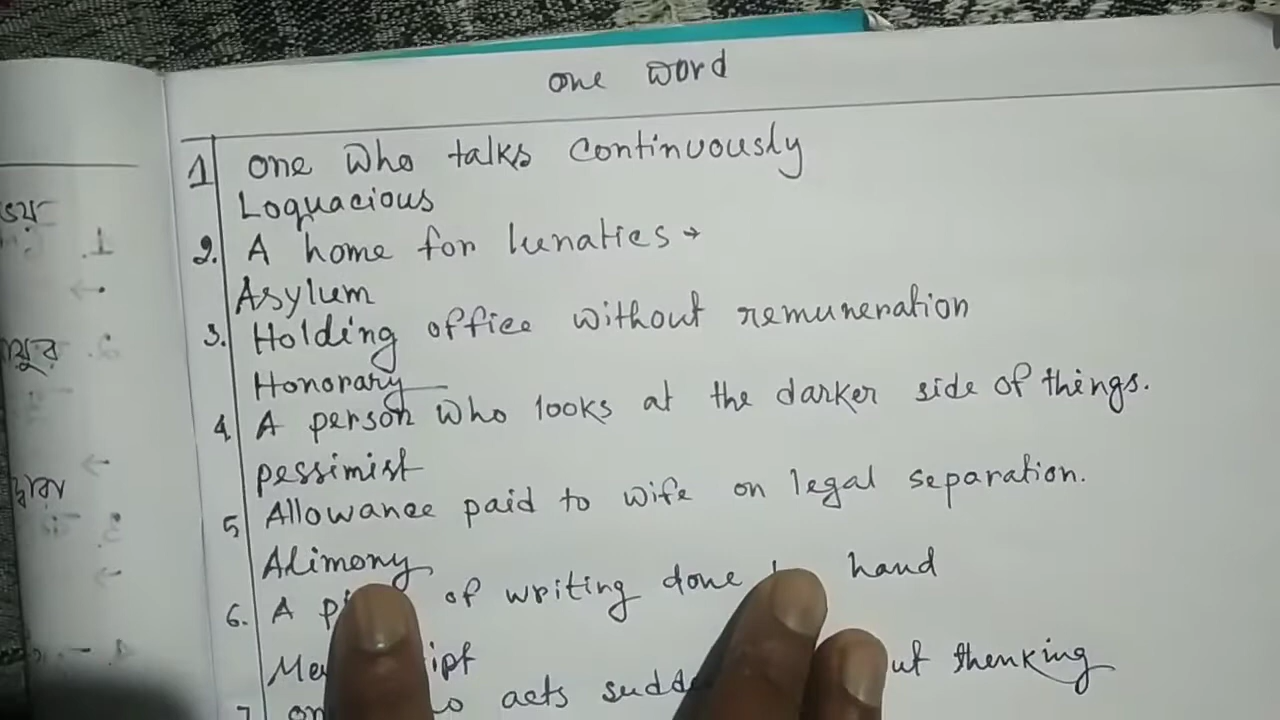 one word
1 one who talks continuously
Loquacious
2. A home for lunatics →
Asylum
3. Holding office without remuneration
Honorary
4 A person who looks at the darker side of things.
pessimist
5 Allowance paid to wife on legal separation.
Alimony
6. A of writing done hand
7 acts thenking